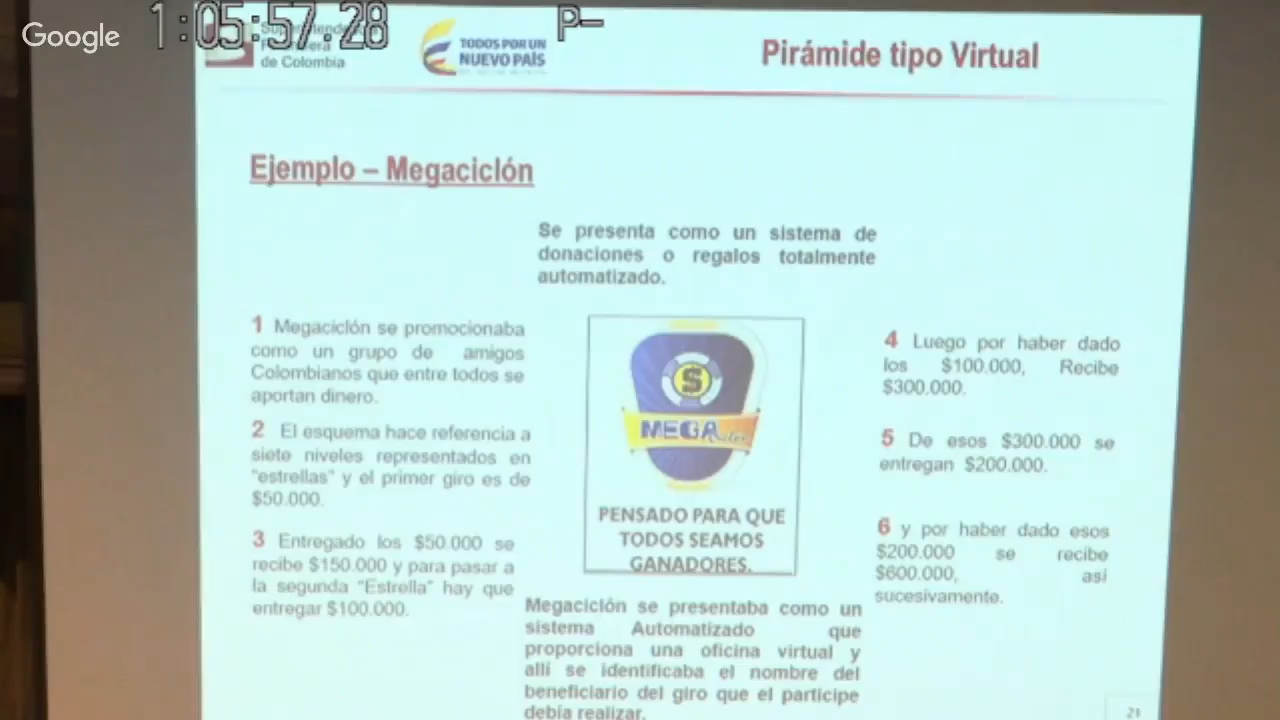 Google
1:05:57.28
P-
Financiera
de Colombia
TODOS POR UN
NUEVO PAÍS
Pirámide tipo Virtual
Ejemplo – Megaciclón
Se presenta como un sistema de
donaciones o regalos totalmente
automatizado.
1 Megaciclón se promocionaba
como un grupo de amigos
Colombianos que entre todos se
aportan dinero.
2 El esquema hace referencia a
siete niveles representados en
"estrellas" y el primer giro es de
$50.000.
3 Entregado los $50.000 se
recibe $150.000 y para pasar a
la segunda "Estrella" hay que
entregar $100.000.
$
MEGA
PENSADO PARA QUE
TODOS SEAMOS
GANADORES.
Megaciclón se presentaba como un
sistema Automatizado que
proporciona una oficina virtual y
allí se identificaba el nombre del
beneficiario del giro que el participe
debía realizar.
4 Luego por haber dado
los $100.000, Recibe
$300.000.
5 De esos $300.000 se
entregan $200.000.
6 y por haber dado esos
$200.000 se recibe
$600.000, así
sucesivamente.
21